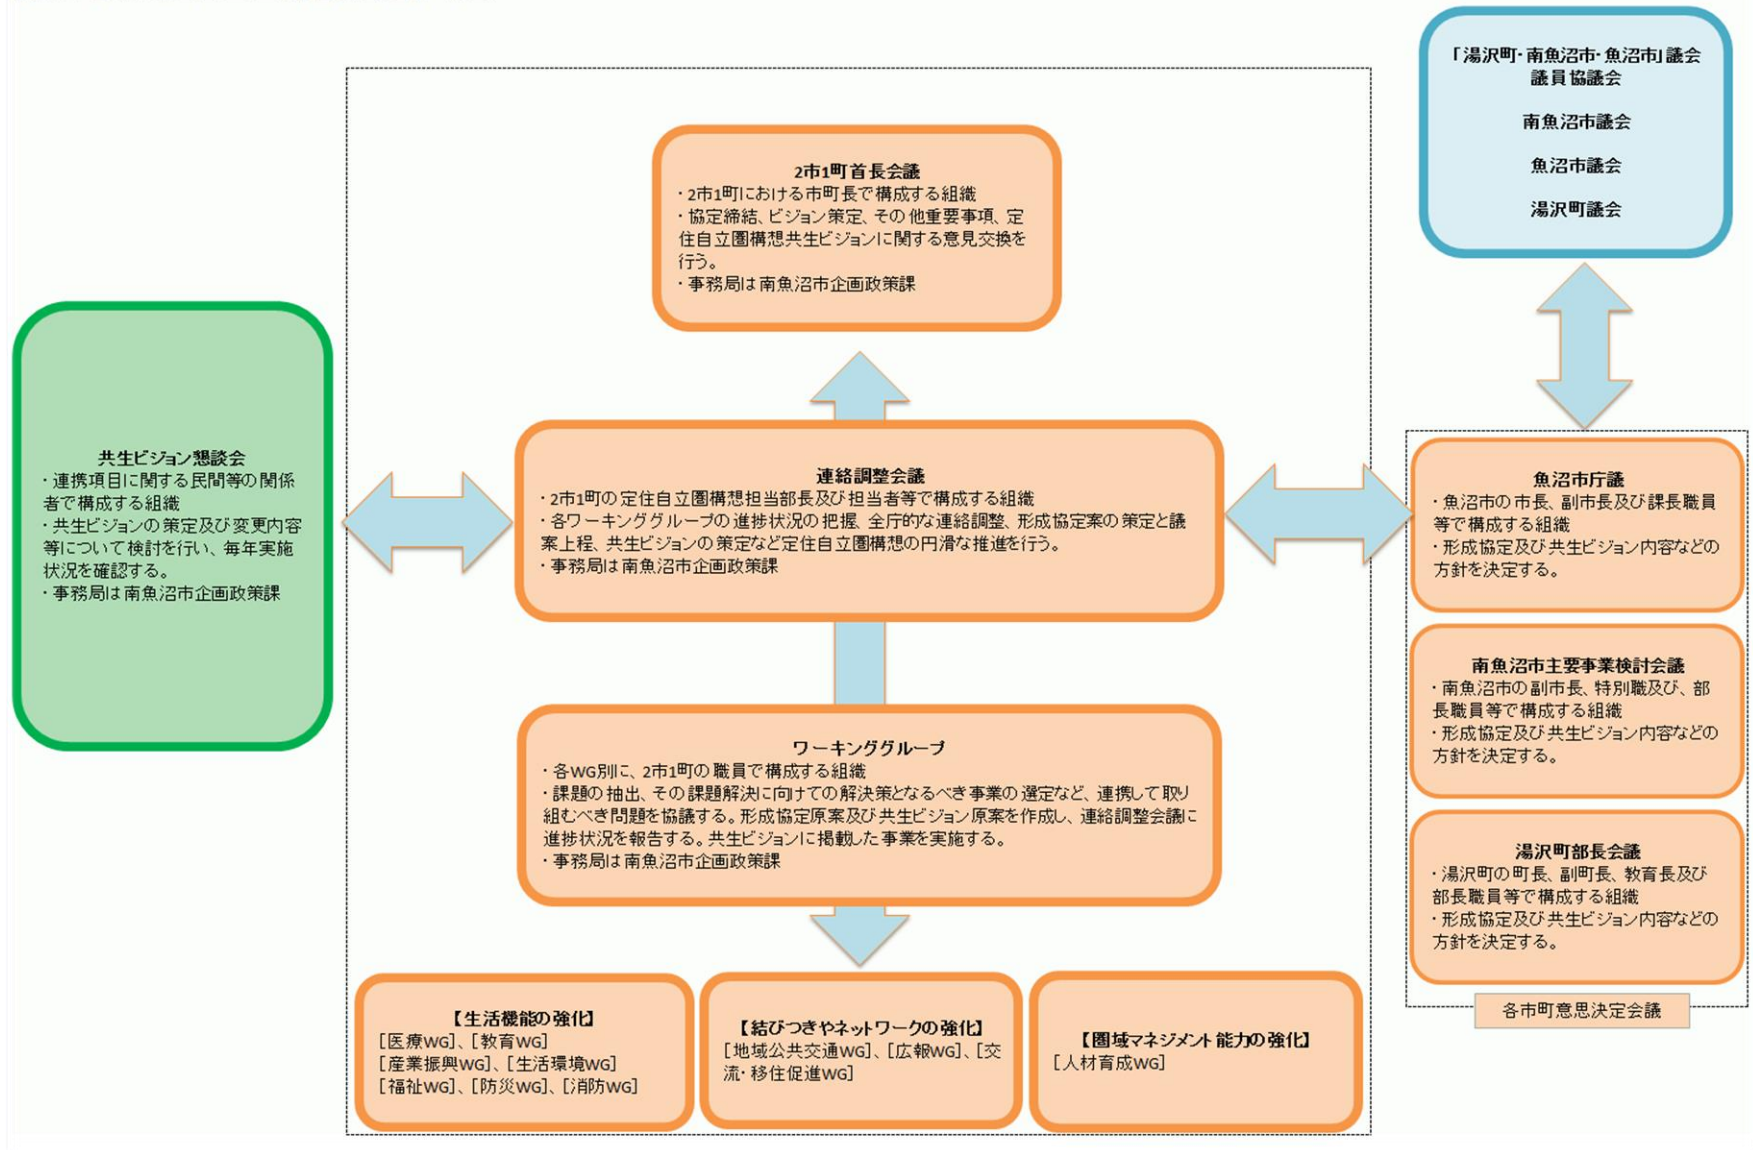 「湯沢町・南魚沼市・魚沼市」議会
議員協議会
南魚沼市議会
魚沼市議会
湯沢町議会
2市1町首長会議
・2市1町における市町長で構成する組織
・協定締結、ビジョン策定、その他重要事項、定
住自立圏構想共生ビジョンに関する意見交換を
行う。
・事務局は南魚沼市企画政策課
共生ビジョン懇談会
・連携項目に関する民間等の関係
者で構成する組織
・共生ビジョンの策定及び変更内容
等について検討を行い、毎年実施
状況を確認する。
・事務局は南魚沼市企画政策課
連絡調整会議
・2市1町の定住自立圏構想担当部長及び担当者等で構成する組織
・各ワーキンググループの進捗状況の把握、全庁的な連絡調整、形成協定案の策定と議
案上程、共生ビジョンの策定など定住自立圏構想の円滑な推進を行う。
・事務局は南魚沼市企画政策課
魚沼市庁議
・魚沼市の市長、副市長及び課長職員
等で構成する組織
・形成協定及び共生ビジョン内容などの
方針を決定する。
南魚沼市主要事業検討会議
・南魚沼市の副市長、特別職及び、部
長職員等で構成する組織
・形成協定及び共生ビジョン内容などの
方針を決定する。
湯沢町部長会議
・湯沢町の町長、副町長、教育長及び
部長職員等で構成する組織
・形成協定及び共生ビジョン内容などの
方針を決定する。
各市町意思決定会議
ワーキンググループ
・各WG別に、2市1町の職員で構成する組織
・課題の抽出、その課題解決に向けての解決策となるべき事業の選定など、連携して取り
組むべき問題を協議する。形成協定原案及び共生ビジョン原案を作成し、連絡調整会議に
進捗状況を報告する。共生ビジョンに掲載した事業を実施する。
・事務局は南魚沼市企画政策課
【生活機能の強化】
[医療WG]、[教育WG]
[産業振興WG]、[生活環境WG]
[福祉WG]、[防災WG]、[消防WG]
【結びつきやネットワークの強化】
[地域公共交通WG]、[広報WG]、[交
流・移住促進WG]
【圏域マネジメント能力の強化】
[人材育成WG]